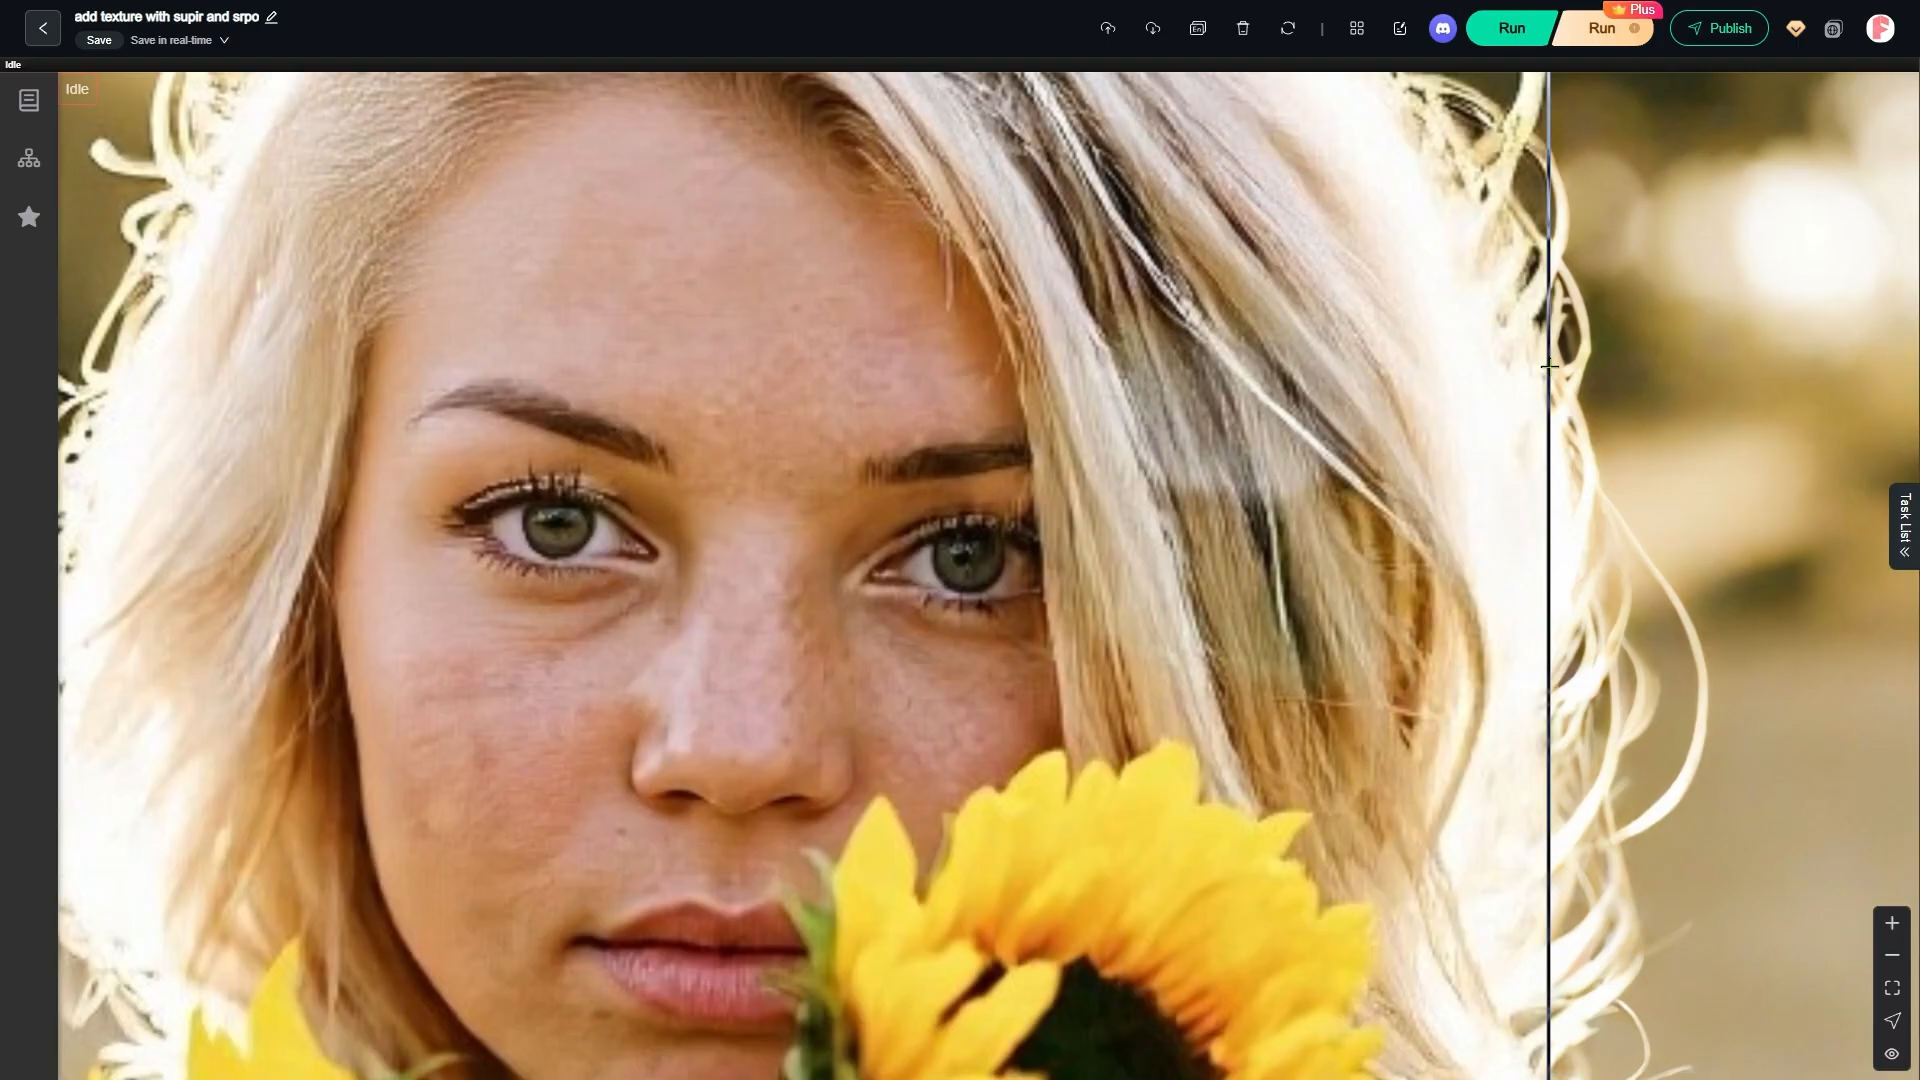 add texture with supir and srpo
Save
Save in real-time
Idle
Idle
En
Run
Run
Plus
Publish
Task List